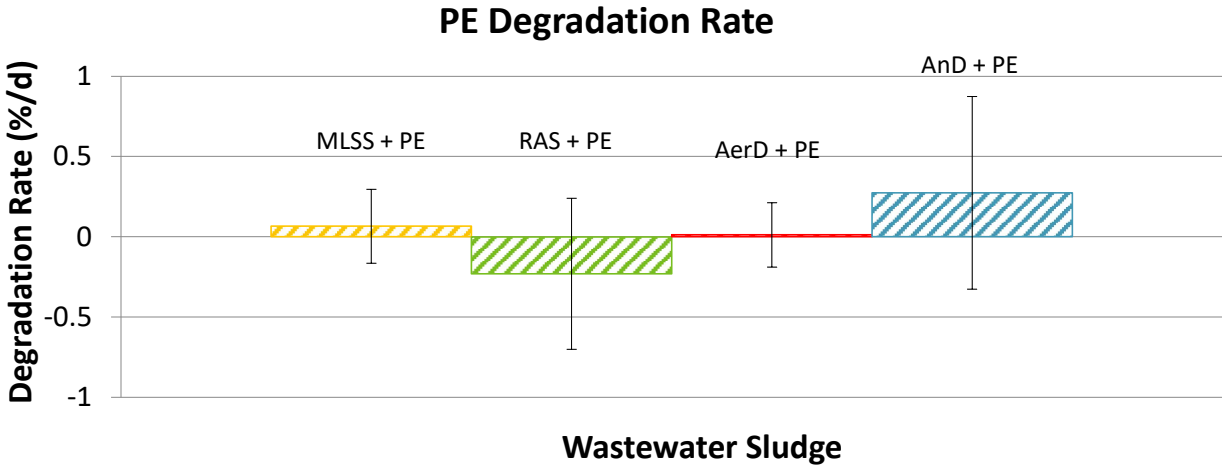 PE Degradation Rate
Degradation Rate (%/d)
1
0.5
0
-0.5
-1
MLSS + PE
RAS + PE
AerD + PE
AnD + PE
Wastewater Sludge